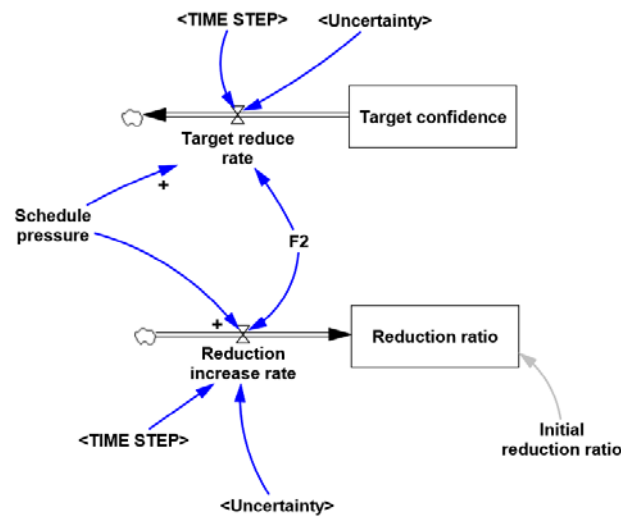 <TIME STEP>
<Uncertainty>
Target confidence
Target reduce
rate
+
Schedule
pressure
F2
+
Reduction ratio
Reduction
increase rate
<TIME STEP>
Initial
reduction ratio
<Uncertainty>